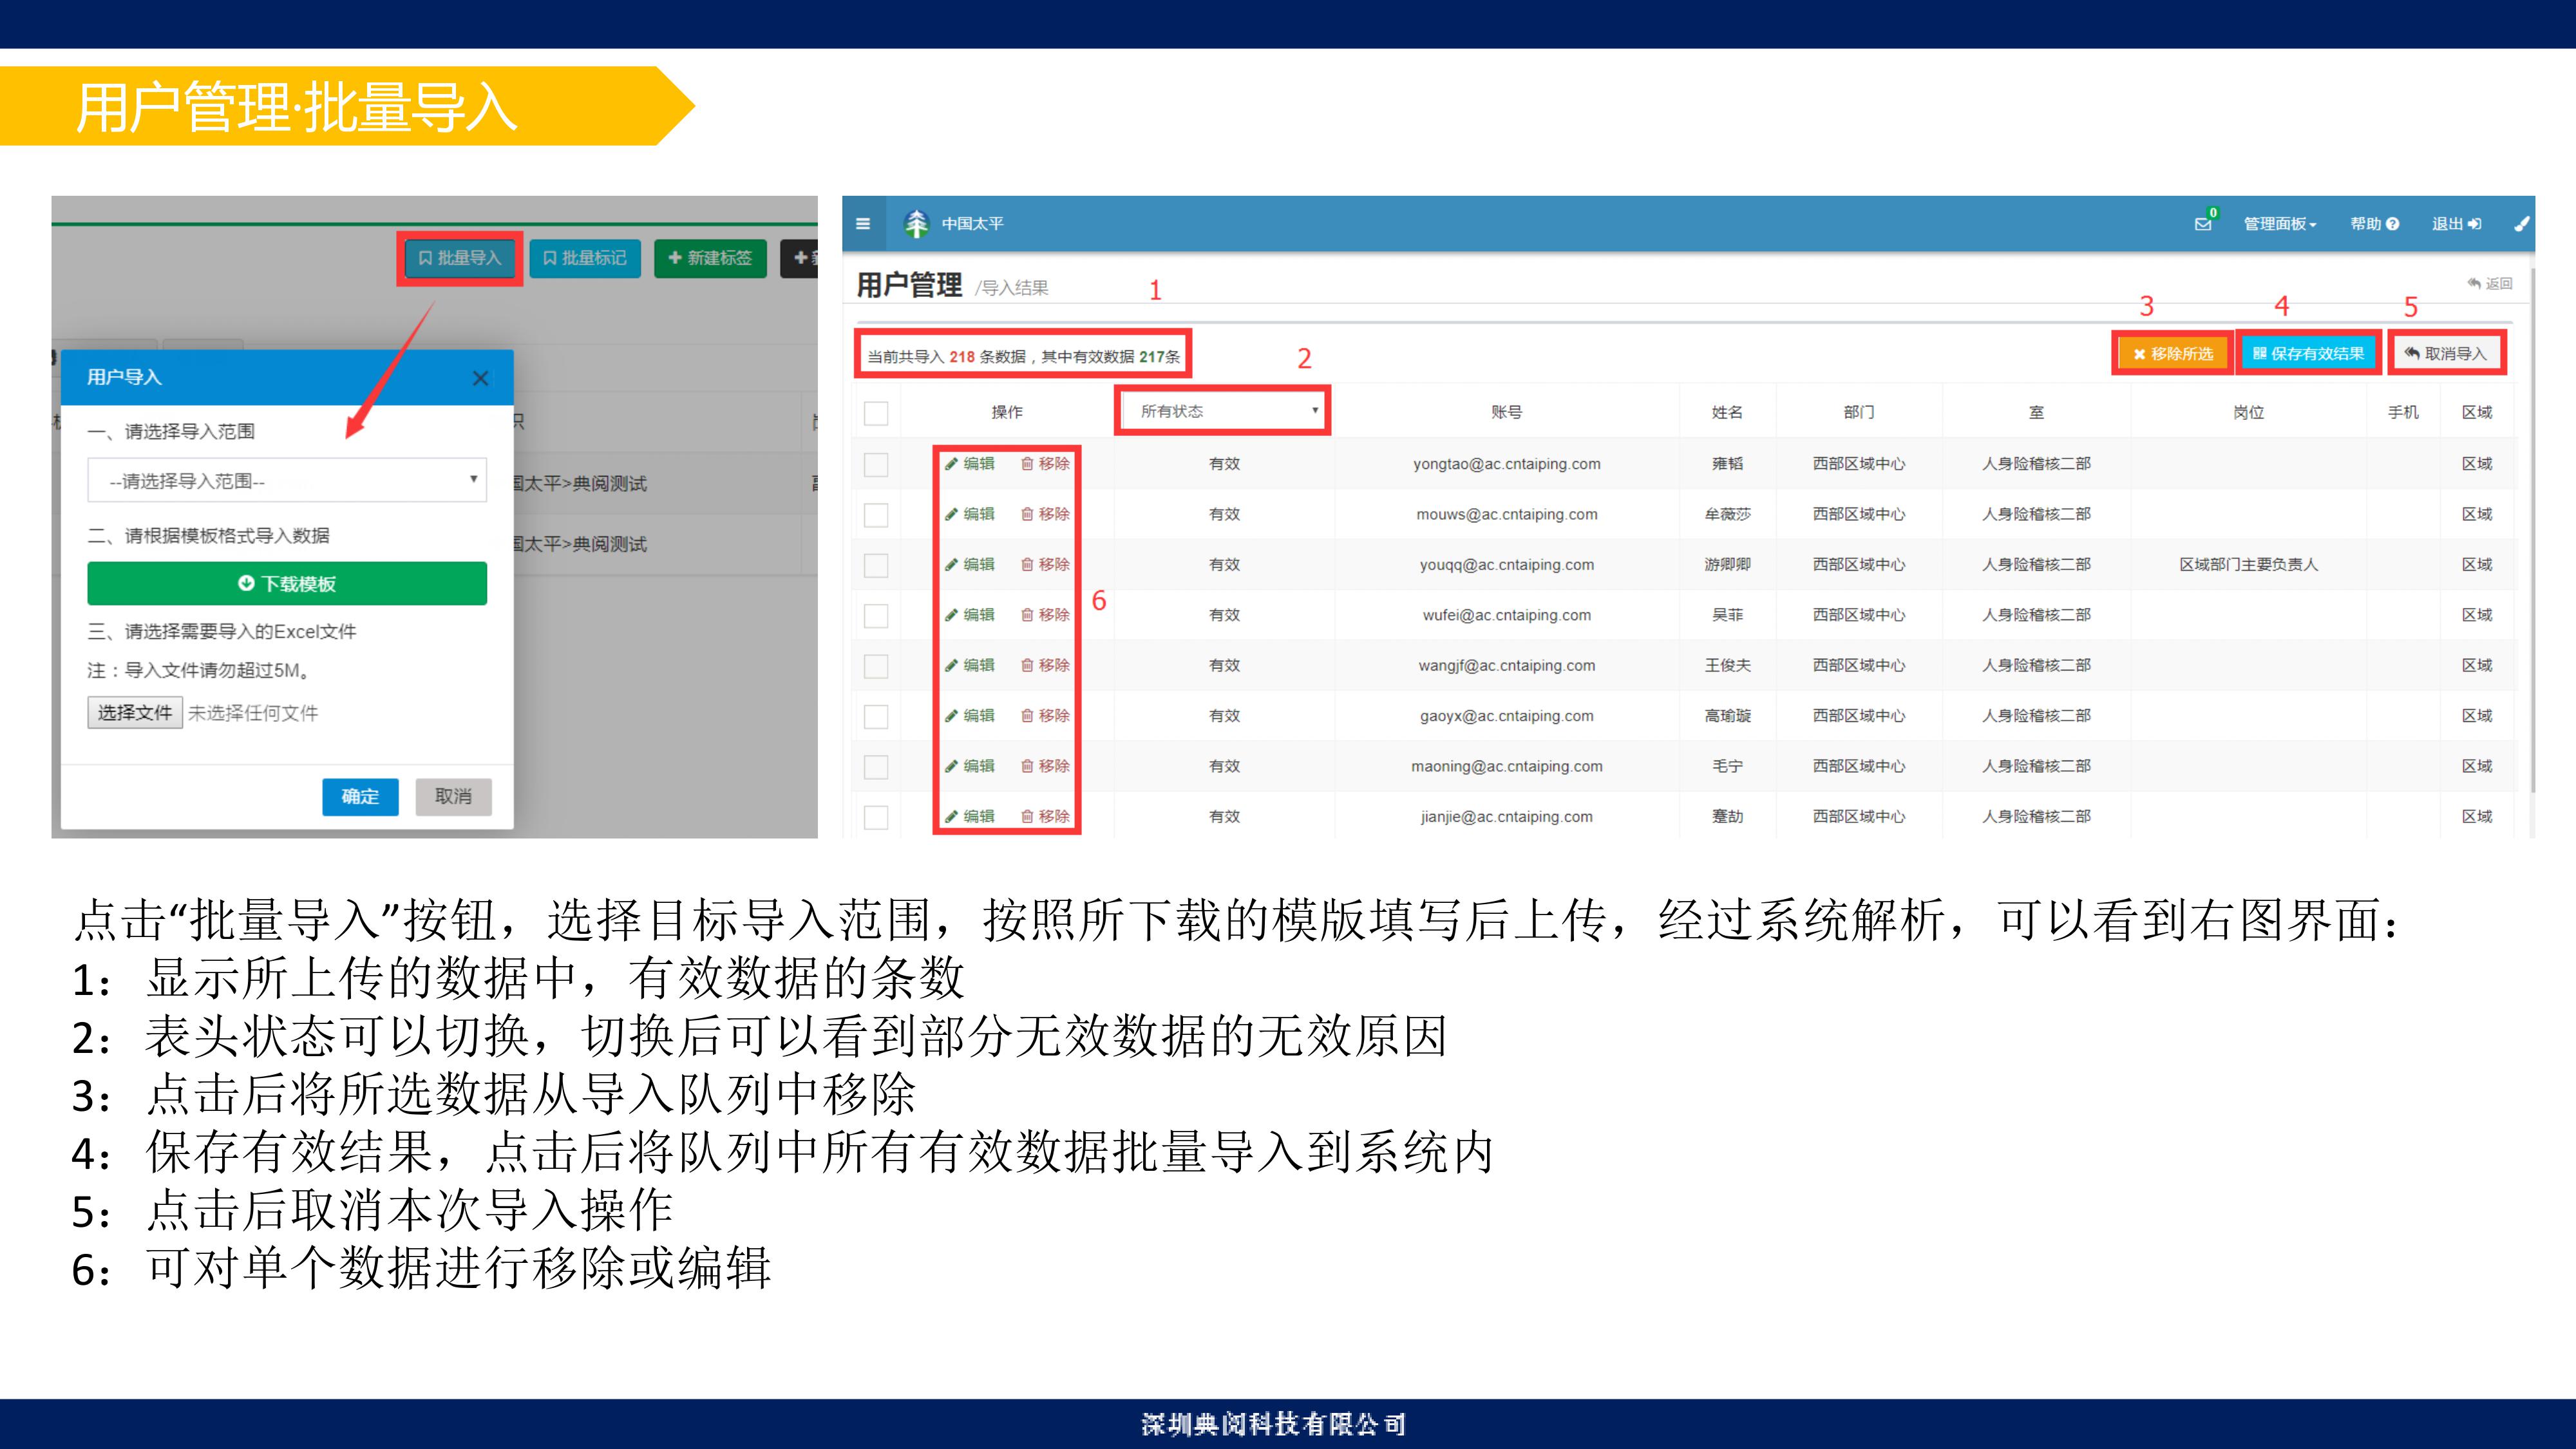 用户管理·批量导入
批量导入 批量标记 新建标签
用户导入
一、请选择导入范围
--请选择导入范围--
二、请根据模板格式导入数据
下载模板
三、请选择需要导入的Excel文件
注：导入文件请勿超过5M。
选择文件 未选择任何文件
确定 取消
国太平>典阅测试
国太平>典阅测试
中国太平 0 管理面板 帮助 退出
用户管理 /导入结果 返回
1 3 4 5
当前共导入 218 条数据，其中有效数据 217条 2 移除所选 保存有效结果 取消导入
操作 所有状态 账号 姓名 部门 室 岗位 手机 区域
编辑 移除 有效 yongtao@ac.cntaiping.com 雍韬 西部区域中心 人身险稽核二部 区域
编辑 移除 有效 mouws@ac.cntaiping.com 牟薇莎 西部区域中心 人身险稽核二部 区域
编辑 移除 有效 youqq@ac.cntaiping.com 游卿卿 西部区域中心 人身险稽核二部 区域部门主要负责人 区域
6
编辑 移除 有效 wufei@ac.cntaiping.com 吴菲 西部区域中心 人身险稽核二部 区域
编辑 移除 有效 wangjf@ac.cntaiping.com 王俊夫 西部区域中心 人身险稽核二部 区域
编辑 移除 有效 gaoyx@ac.cntaiping.com 高瑜璇 西部区域中心 人身险稽核二部 区域
编辑 移除 有效 maoning@ac.cntaiping.com 毛宁 西部区域中心 人身险稽核二部 区域
编辑 移除 有效 jianjie@ac.cntaiping.com 蹇劼 西部区域中心 人身险稽核二部 区域
点击“批量导入”按钮，选择目标导入范围，按照所下载的模版填写后上传，经过系统解析，可以看到右图界面：
1：显示所上传的数据中，有效数据的条数
2：表头状态可以切换，切换后可以看到部分无效数据的无效原因
3：点击后将所选数据从导入队列中移除
4：保存有效结果，点击后将队列中所有有效数据批量导入到系统内
5：点击后取消本次导入操作
6：可对单个数据进行移除或编辑
深圳典阅科技有限公司